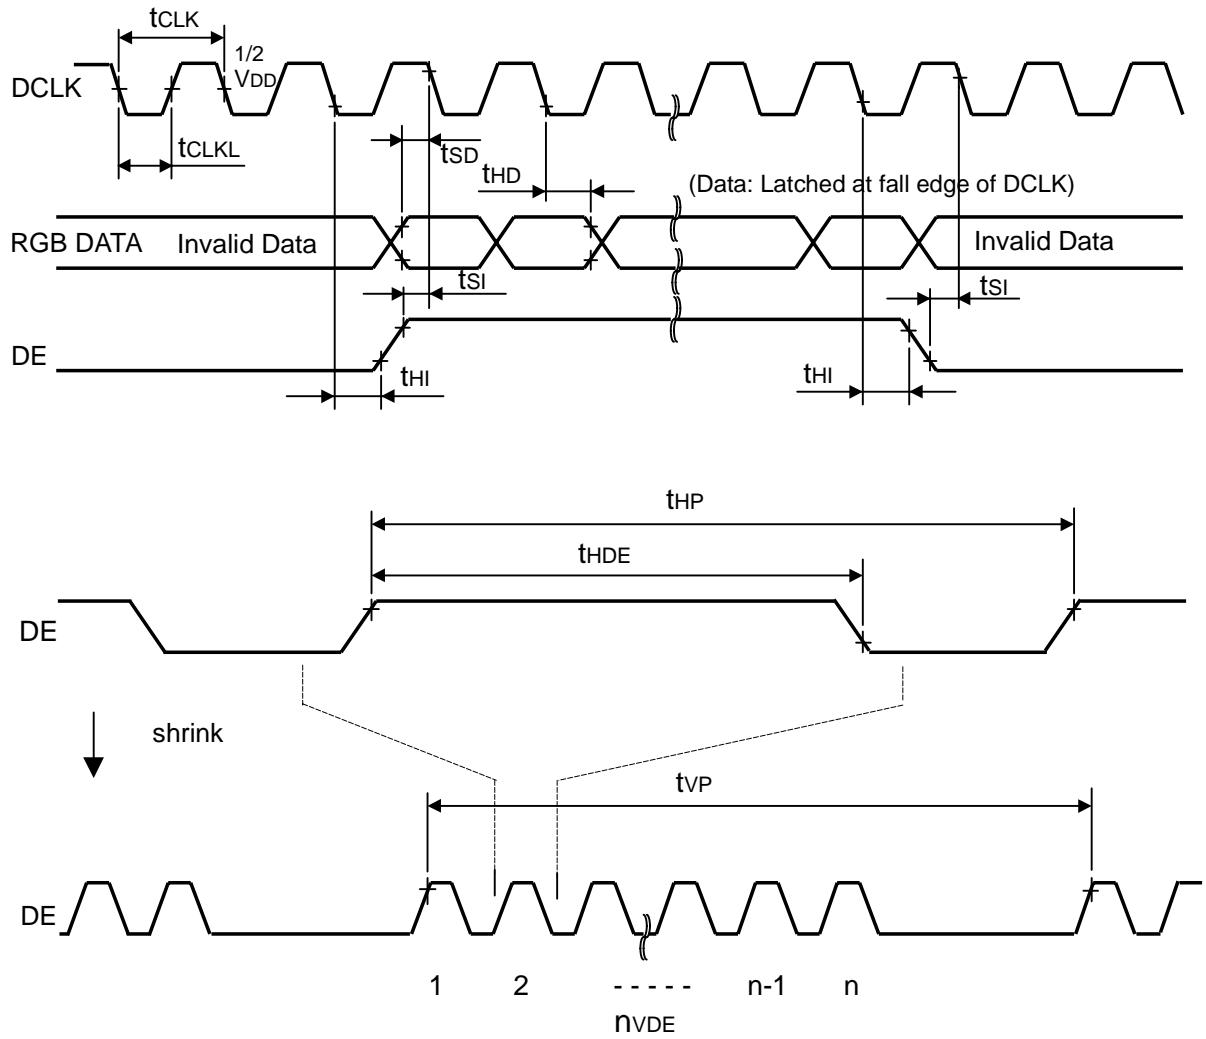 tCLK
1/2
VDD
DCLK
tCLKL
tSD
tHD
(Data: Latched at fall edge of DCLK)
RGB DATA
Invalid Data
Invalid Data
tSI
tSI
DE
tHI
tHI
tHP
tHDE
DE
shrink
tVP
DE
1 2 - - - - - n-1 n
nVDE